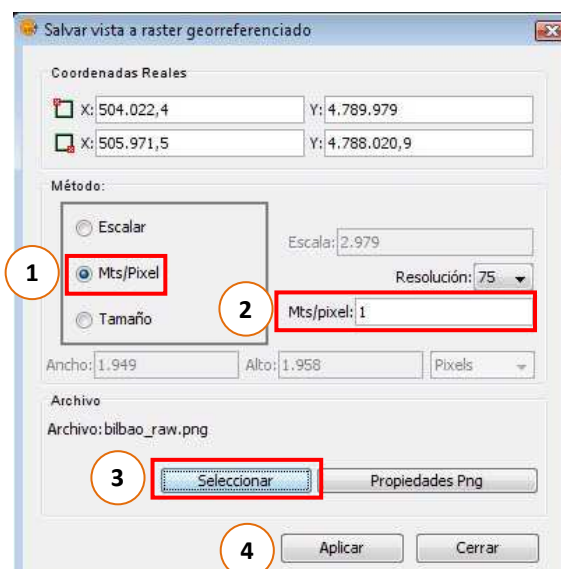 Salvar vista a raster georreferenciado
Coordenadas Reales
X: 504.022,4 Y: 4.789.979
X: 505.971,5 Y: 4.788.020,9
Método:
Escalar
Escala: 2.979
1 Mts/Pixel
Resolución: 75
2 Mts/pixel: 1
Tamaño
Ancho: 1.949 Alto: 1.958 Pixels
Archivo
Archivo: bilbao_raw.png
3 Seleccionar Propiedades Png
4 Aplicar Cerrar